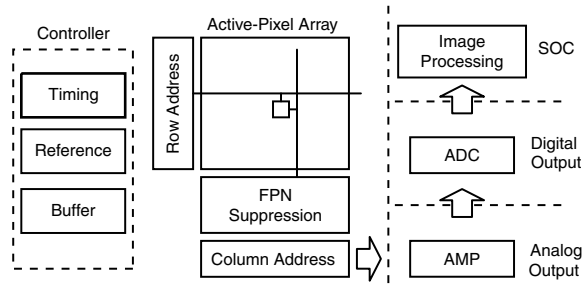 Controller
Timing
Reference
Buffer
Active-Pixel Array
Row Address
FPN
Suppression
Column Address
Image
Processing
SOC
ADC
Digital
Output
AMP
Analog
Output